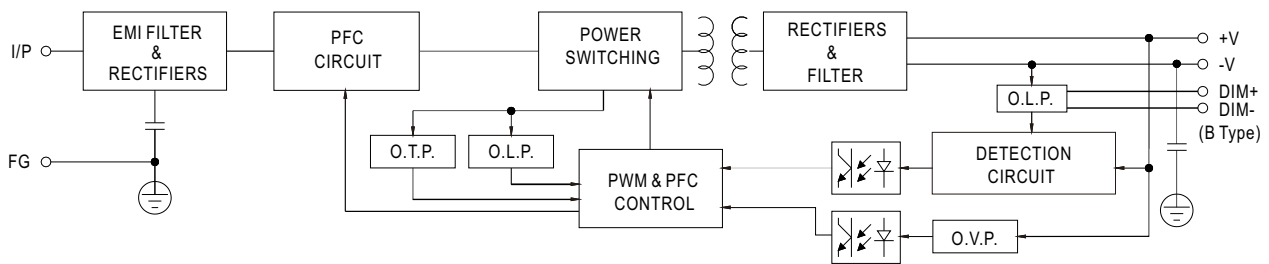 I/P
EMI FILTER
&
RECTIFIERS
PFC
CIRCUIT
POWER
SWITCHING
RECTIFIERS
&
FILTER
+V
-V
DIM+
DIM-
(B Type)
O.L.P.
FG
O.T.P.
O.L.P.
PWM & PFC
CONTROL
DETECTION
CIRCUIT
O.V.P.